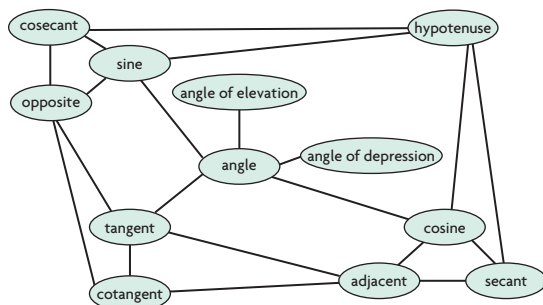 cosecant
hypotenuse
sine
opposite
angle of elevation
angle of depression
angle
tangent
cosine
cotangent
adjacent
secant